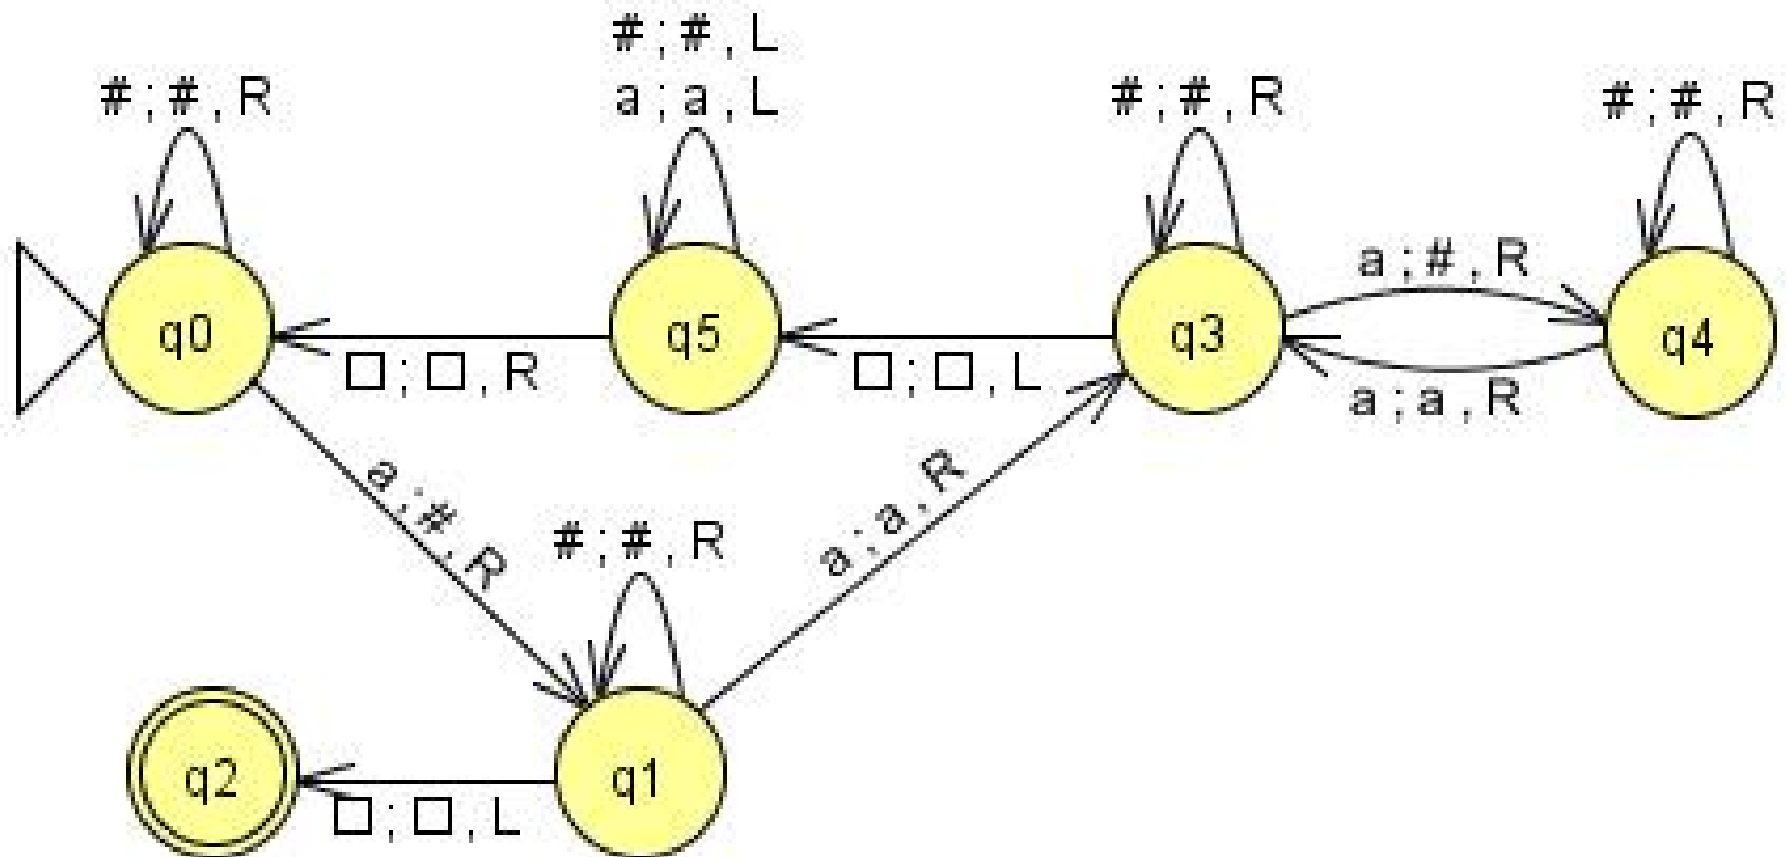 # ; # , L
# ; # , R
a ; a , L
# ; # , R
# ; # , R
a ; # , R
q0
q5
q3
q4
□ ; □ , R
□ ; □ , L
a ; a , R
a ; # , R
# ; # , R
a ; a , R
q2
q1
□ ; □ , L